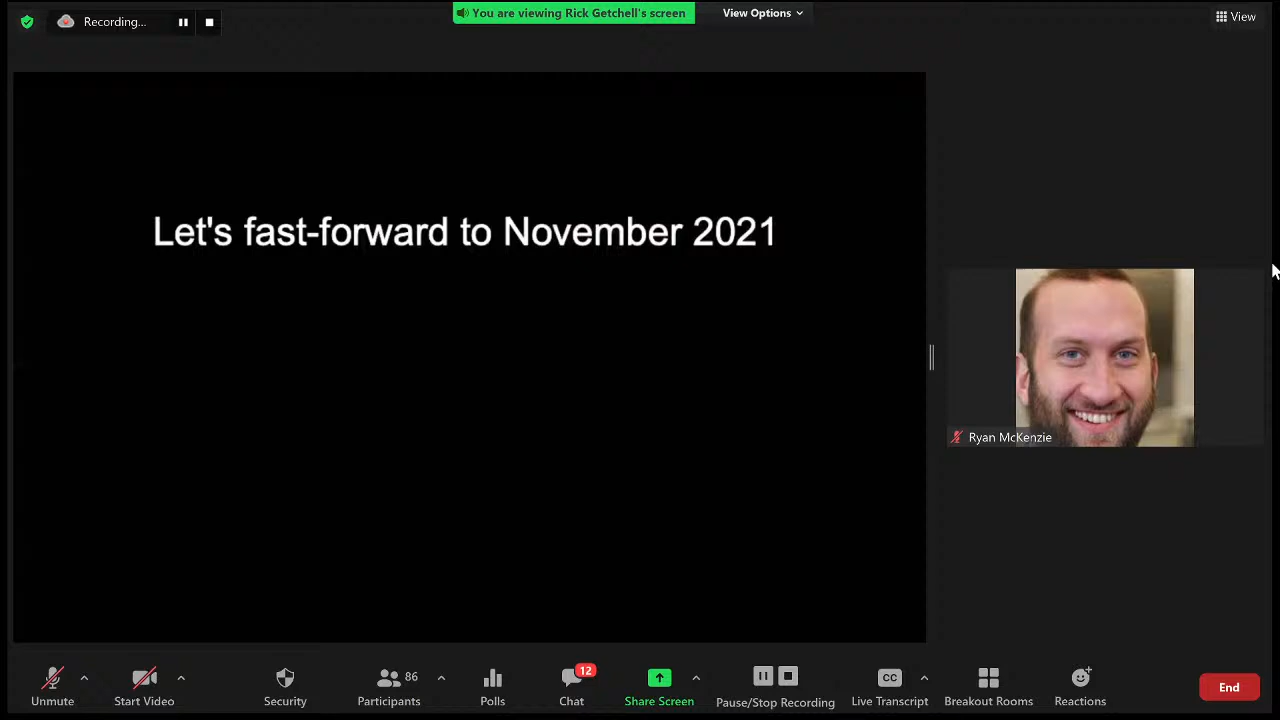 Recording...
You are viewing Rick Getchell's screen
View Options
View
Let's fast-forward to November 2021
Ryan McKenzie
86
12
CC
Unmute
Start Video
Security
Participants
Polls
Chat
Share Screen
Pause/Stop Recording
Live Transcript
Breakout Rooms
Reactions
End